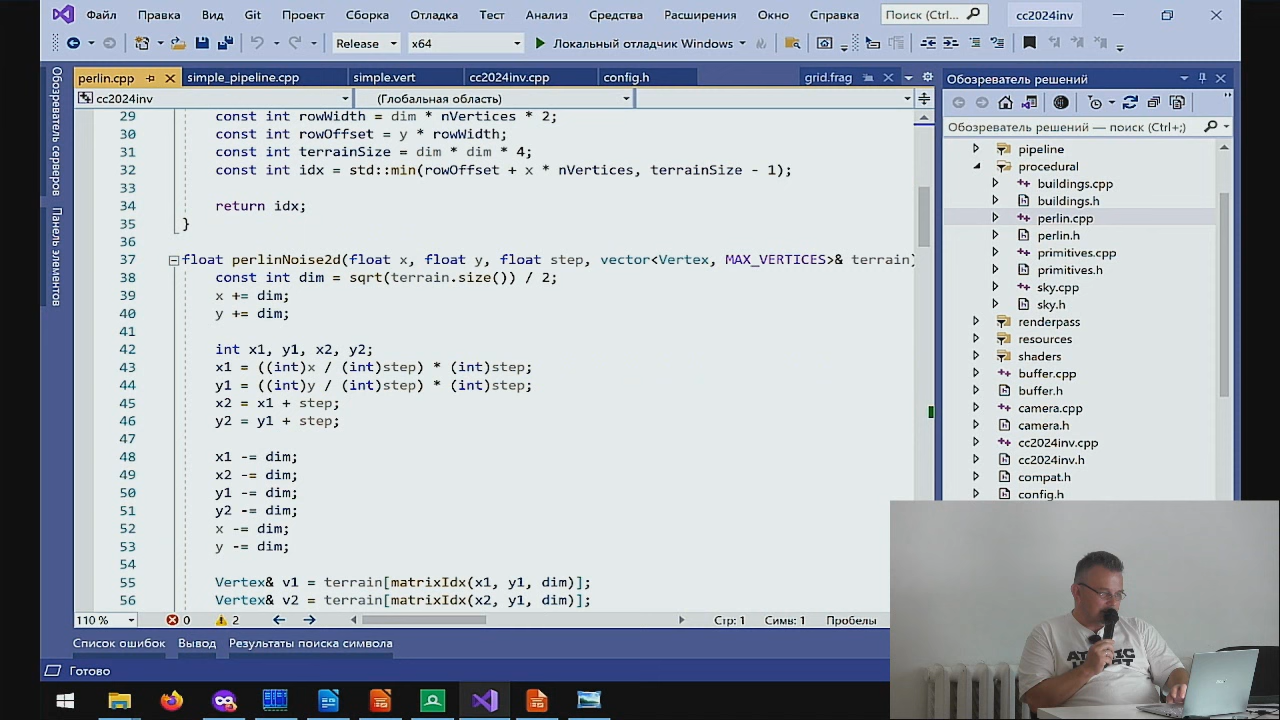 Файл Правка Вид Git Проект Сборка Отладка Тест Анализ Средства Расширения Окно Справка Поиск (Ctrl... cc2024inv
Release x64 Локальный отладчик Windows
perlin.cpp simple_pipeline.cpp simple.vert cc2024inv.cpp config.h grid.frag
cc2024inv (Глобальная область)
Обозреватель серверов
Панель элементов
29 const int rowWidth = dim * nVertices * 2;
30 const int rowOffset = y * rowWidth;
31 const int terrainSize = dim * dim * 4;
32 const int idx = std::min(rowOffset + x * nVertices, terrainSize - 1);
33
34 return idx;
35 }
36
37 float perlinNoise2d(float x, float y, float step, vector<Vertex, MAX_VERTICES>& terrain)
38 const int dim = sqrt(terrain.size()) / 2;
39 x += dim;
40 y += dim;
41
42 int x1, y1, x2, y2;
43 x1 = ((int)x / (int)step) * (int)step;
44 y1 = ((int)y / (int)step) * (int)step;
45 x2 = x1 + step;
46 y2 = y1 + step;
47
48 x1 -= dim;
49 x2 -= dim;
50 y1 -= dim;
51 y2 -= dim;
52 x -= dim;
53 y -= dim;
54
55 Vertex& v1 = terrain[matrixIdx(x1, y1, dim)];
56 Vertex& v2 = terrain[matrixIdx(x2, y1, dim)];
110 % 0 2 Стр: 1 Симв: 1 Пробелы
Список ошибок Вывод Результаты поиска символа
Готово
Обозреватель решений
Обозреватель решений — поиск (Ctrl+;)
pipeline
procedural
buildings.cpp
buildings.h
perlin.cpp
perlin.h
primitives.cpp
primitives.h
sky.cpp
sky.h
renderpass
resources
shaders
buffer.cpp
buffer.h
camera.cpp
camera.h
cc2024inv.cpp
cc2024inv.h
compat.h
config.h